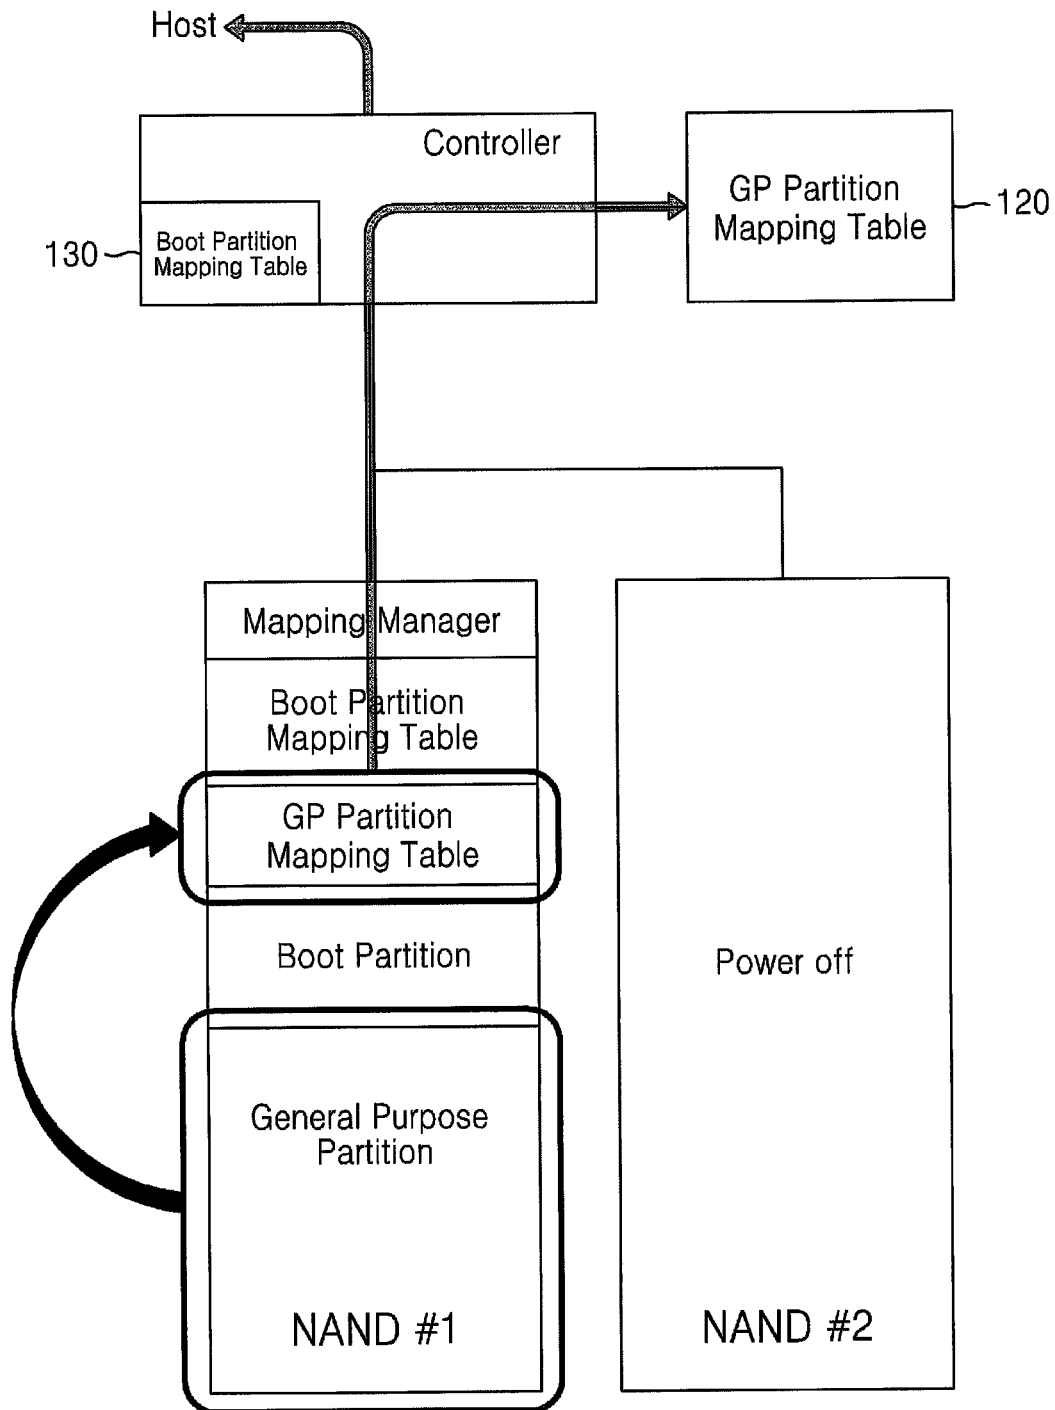 Host
Controller
GP Partition
Mapping Table
120
130
Boot Partition
Mapping Table
Mapping Manager
Boot Partition
Mapping Table
GP Partition
Mapping Table
Boot Partition
Power off
General Purpose
Partition
NAND #1
NAND #2